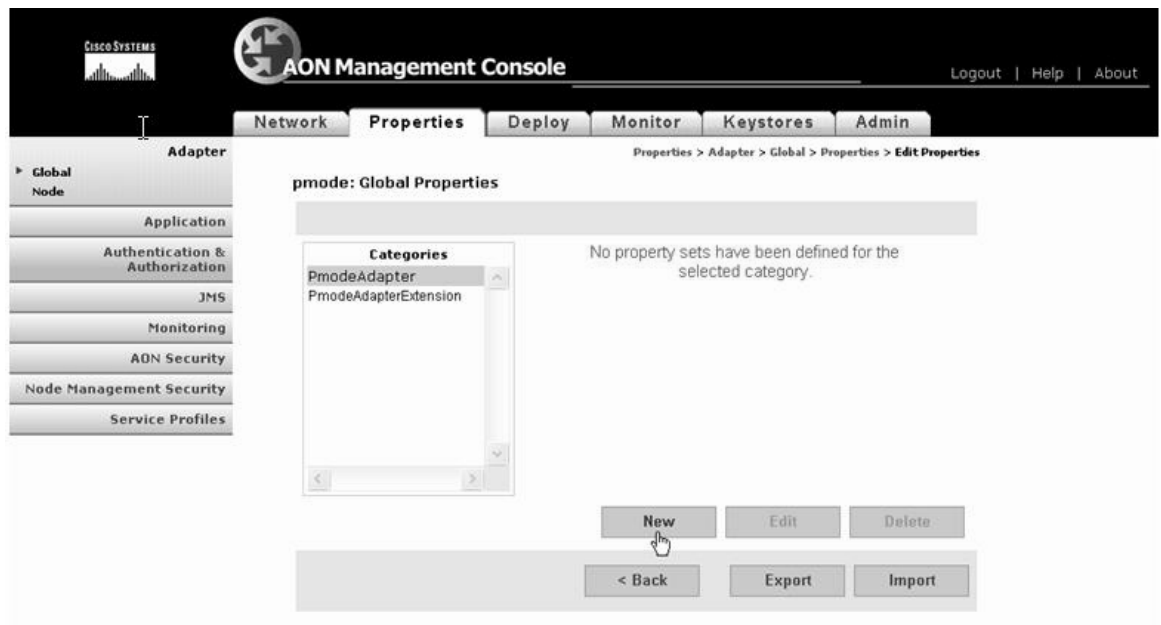 CISCO SYSTEMS
AON Management Console
Logout | Help | About
Network Properties Deploy Monitor Keystores Admin
Adapter
Global
Node
Application
Authentication &
Authorization
JMS
Monitoring
AON Security
Node Management Security
Service Profiles
Properties > Adapter > Global > Properties > Edit Properties
pmode: Global Properties
Categories
PmodeAdapter
PmodeAdapterExtension
No property sets have been defined for the
selected category.
New Edit Delete
< Back Export Import